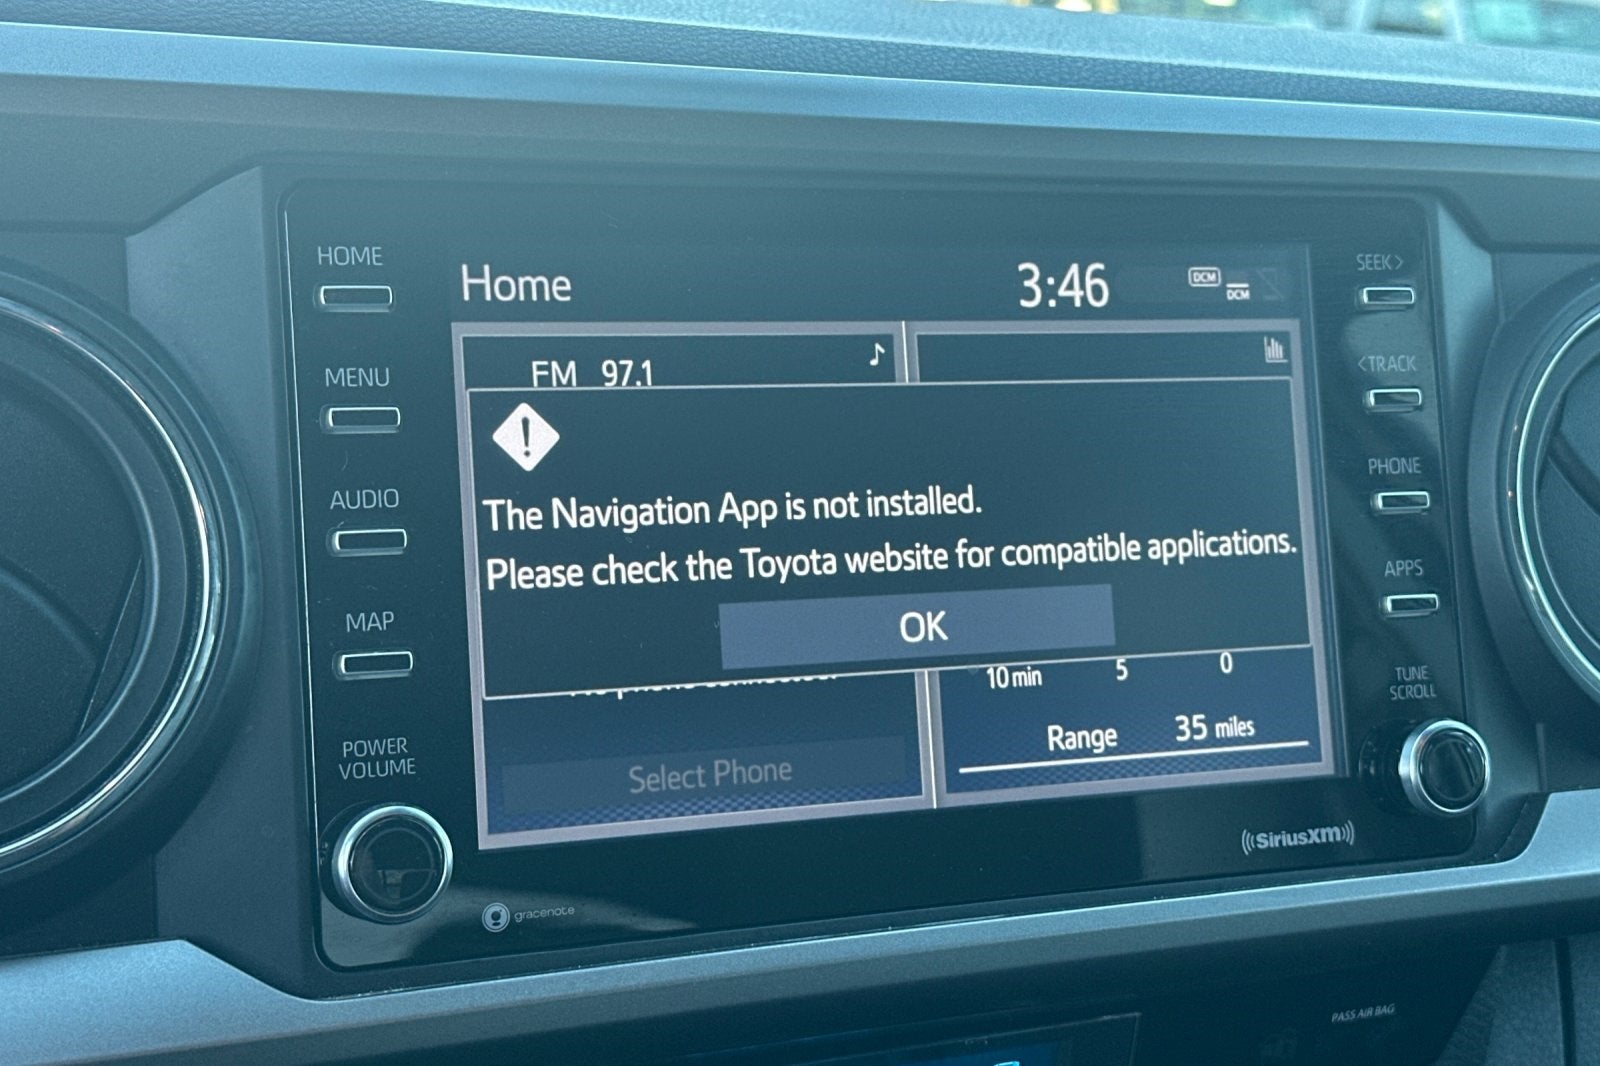 HOME
MENU
AUDIO
MAP
POWER
VOLUME
Home
3:46
DCM
DCM
FM 97.1
!
The Navigation App is not installed.
Please check the Toyota website for compatible applications.
OK
Select Phone
10 min 5 0
Range 35 miles
SEEK >
< TRACK
PHONE
APPS
TUNE
SCROLL
gracenote
((SiriusXM))
PASS AIR BAG